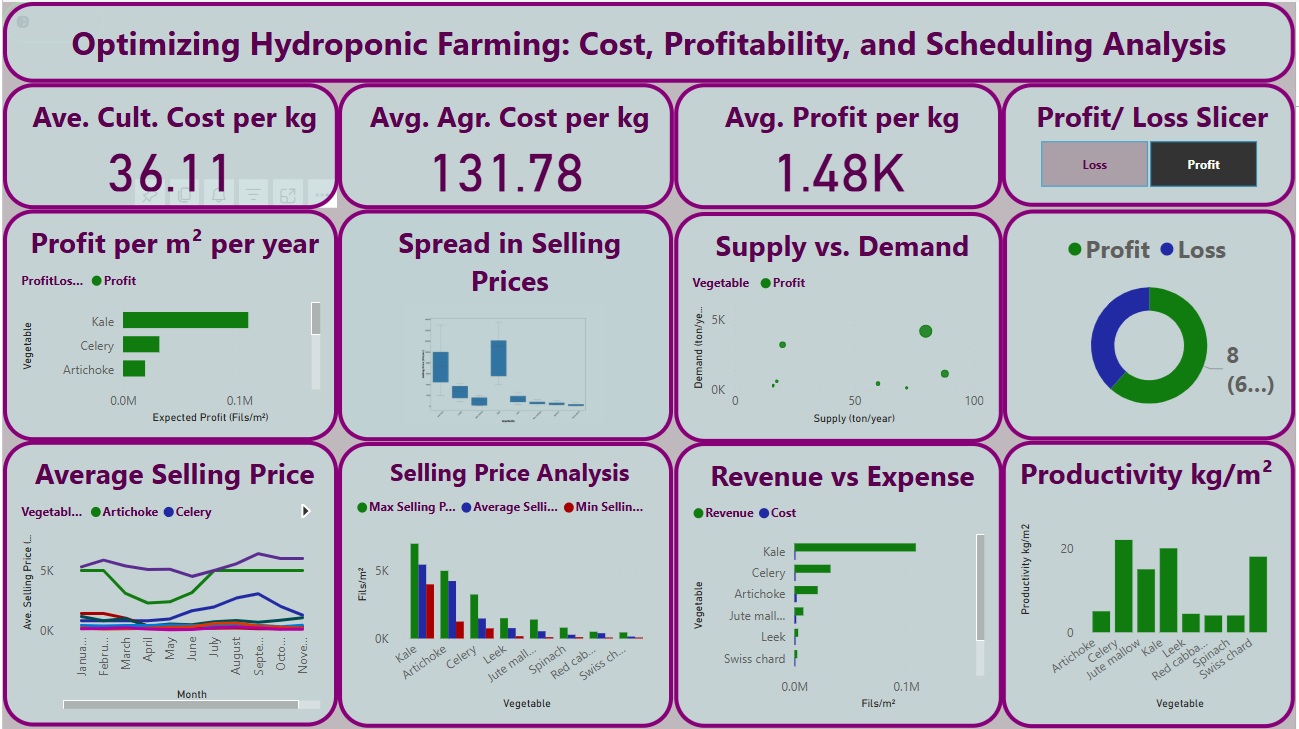 Optimizing Hydroponic Farming: Cost, Profitability, and Scheduling Analysis
Ave. Cult. Cost per kg
36.11
Avg. Agr. Cost per kg
131.78
Avg. Profit per kg
1.48K
Profit/ Loss Slicer
Loss
Profit
Profit per m² per year
ProfitLos... Profit
Vegetable
Kale
Celery
Artichoke
0.0M 0.1M
Expected Profit (Fils/m²)
Spread in Selling
Prices
Supply vs. Demand
Vegetable Profit
Demand (ton/ye...
5K
0K
0 50 100
Supply (ton/year)
Profit Loss
8
(6...)
Average Selling Price
Vegetabl... Artichoke Celery
Ave. Selling Price (...
5K
0K
Janua... Febru... March April May June July August Septe... Octo... Nove...
Month
Selling Price Analysis
Max Selling P... Average Selli... Min Sellin...
Fils/m²
5K
0K
Kale Artichoke Celery Leek Jute mall... Spinach Red cab... Swiss ch...
Vegetable
Revenue vs Expense
Revenue Cost
Vegetable
Kale
Celery
Artichoke
Jute mall...
Leek
Swiss chard
0.0M 0.1M
Fils/m²
Productivity kg/m²
Productivity kg/m2
20
0
Artichoke Celery Jute mallow Kale Leek Red cabba... Spinach Swiss chard
Vegetable